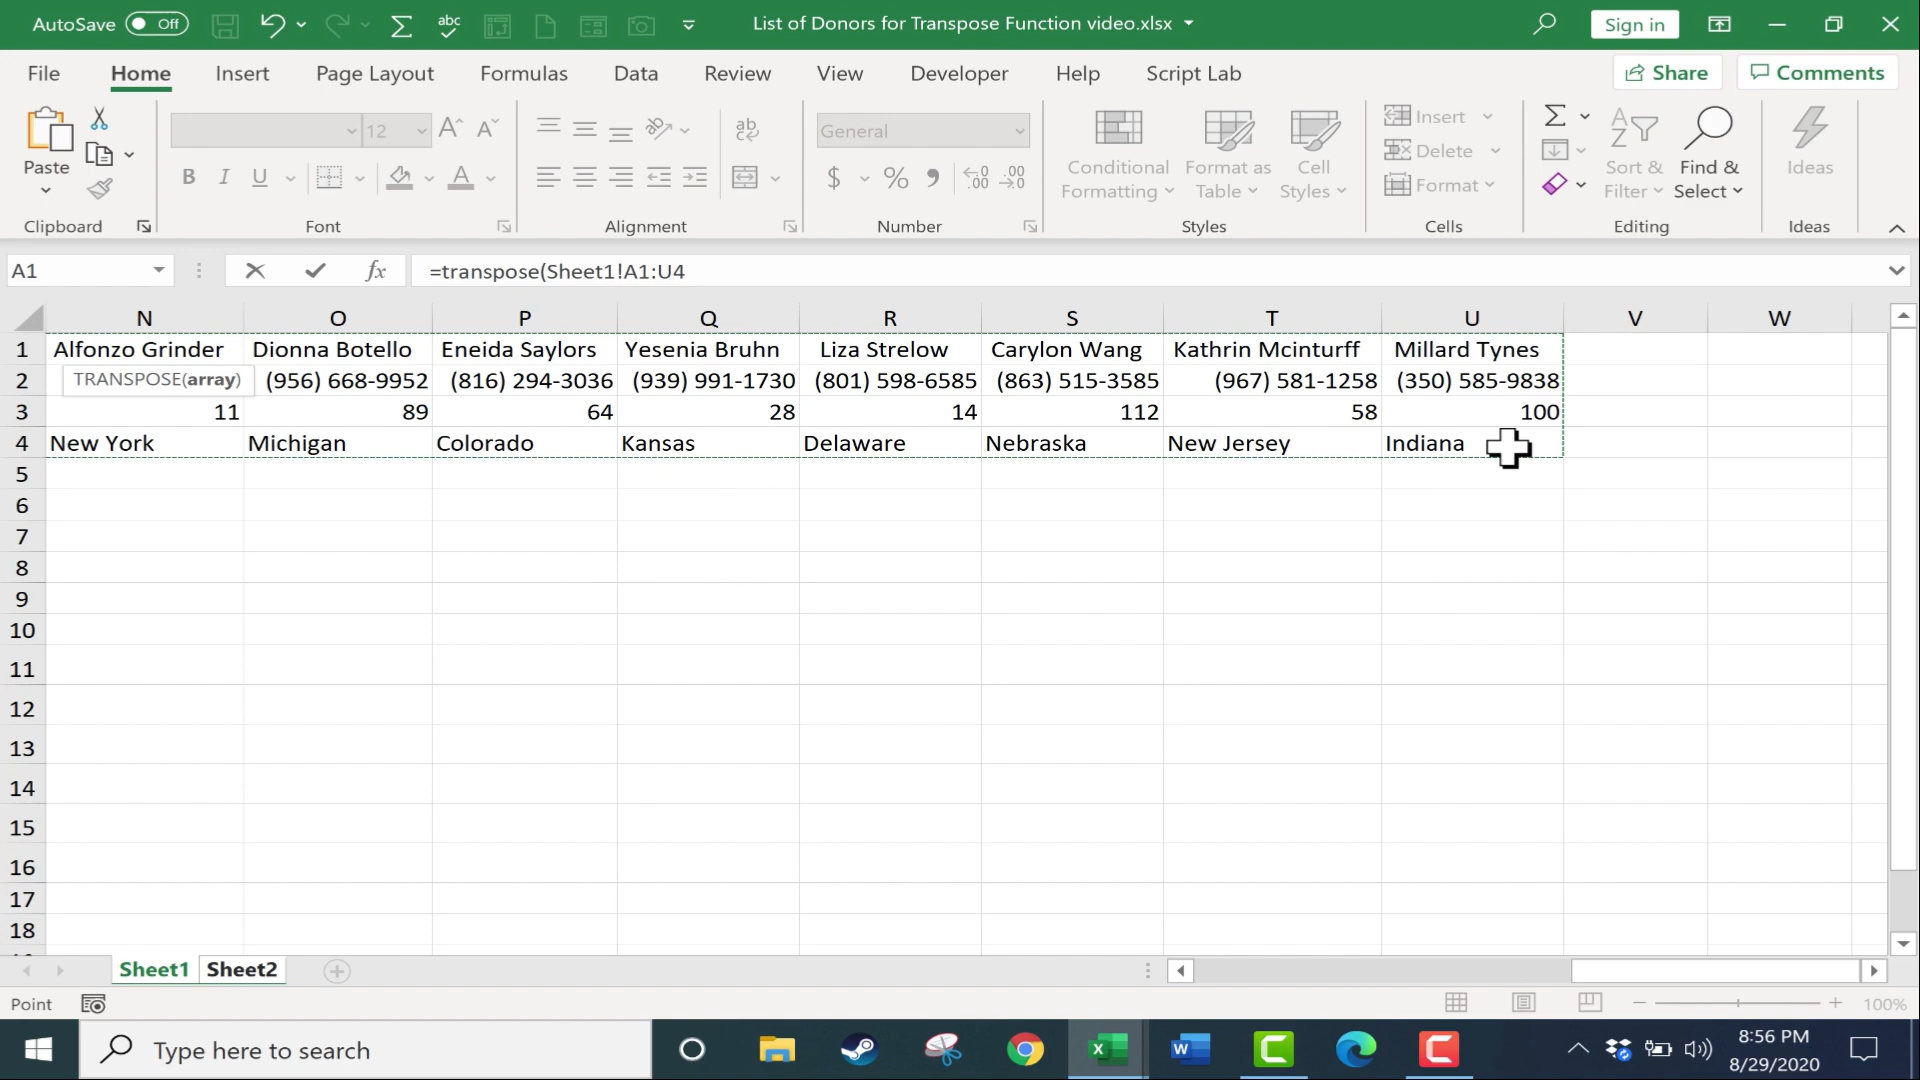 AutoSave Off abc List of Donors for Transpose Function video.xlsx Sign in
File Home Insert Page Layout Formulas Data Review View Developer Help Script Lab Share Comments
12 General Insert
Paste Delete
B I U $ % Conditional Formatting Format as Table Cell Styles Format Sort & Filter Find & Select Ideas
Clipboard Font Alignment Number Styles Cells Editing Ideas
A1 fx =transpose(Sheet1!A1:U4
N O P Q R S T U V W
1 Alfonzo Grinder Dionna Botello Eneida Saylors Yesenia Bruhn Liza Strelow Carylon Wang Kathrin Mcinturff Millard Tynes
2 TRANSPOSE(array) (956) 668-9952 (816) 294-3036 (939) 991-1730 (801) 598-6585 (863) 515-3585 (967) 581-1258 (350) 585-9838
3 11 89 64 28 14 112 58 100
4 New York Michigan Colorado Kansas Delaware Nebraska New Jersey Indiana
5
6
7
8
9
10
11
12
13
14
15
16
17
18
Sheet1 Sheet2
Point 100%
Type here to search 8:56 PM
8/29/2020